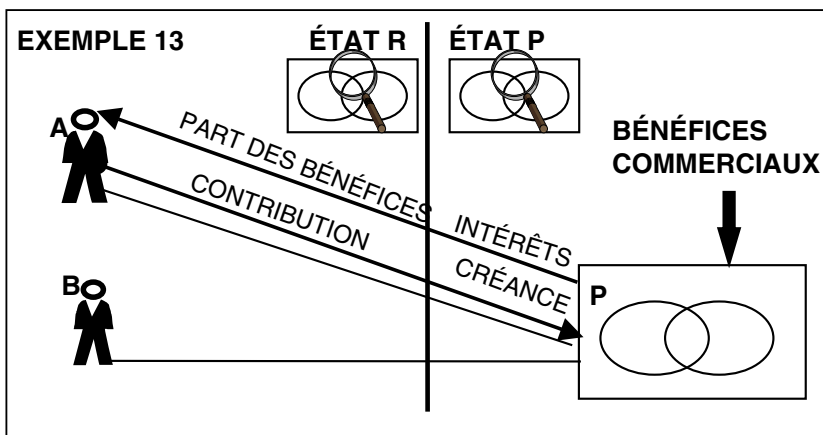 EXEMPLE 13
ÉTAT R
ÉTAT P
A
PART DES BÉNÉFICES
INTÉRÊTS
CONTRIBUTION
CRÉANCE
BÉNÉFICES
COMMERCIAUX
B
P